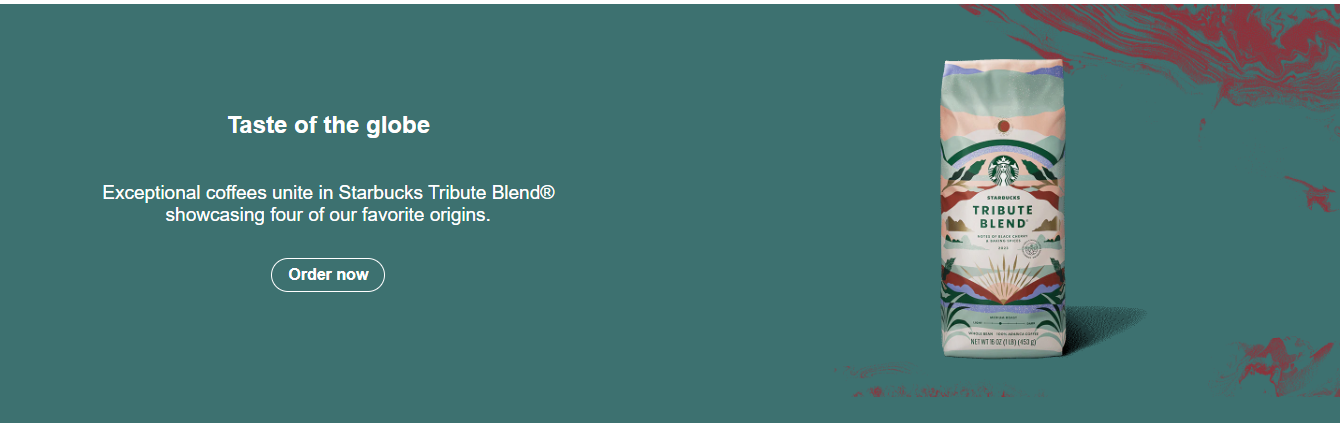 Taste of the globe
Exceptional coffees unite in Starbucks Tribute Blend®
showcasing four of our favorite origins.
Order now
STARBUCKS
TRIBUTE
BLEND
NOTES OF BLACK CHERRY
& BAKING SPICES
MEDIUM ROAST
WHOLE BEAN 100% ARABICA COFFEE
NET WT 16 OZ (1 LB) (453 g)